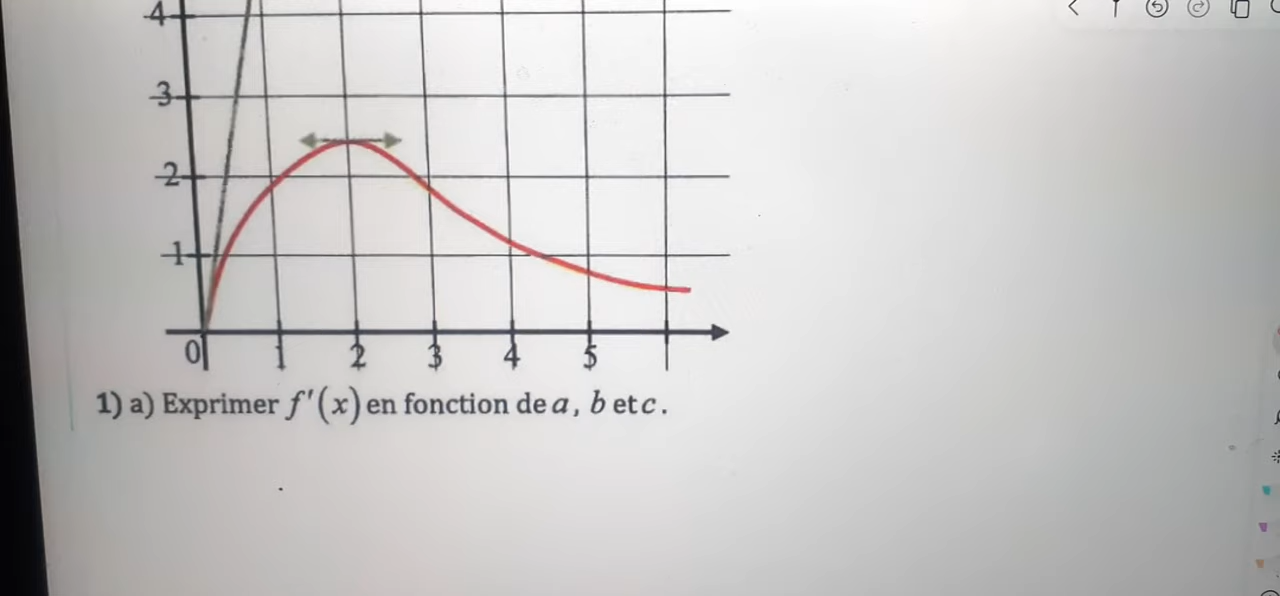 4
3
2
1
0 1 2 3 4 5
1) a) Exprimer f'(x) en fonction de a, b et c.